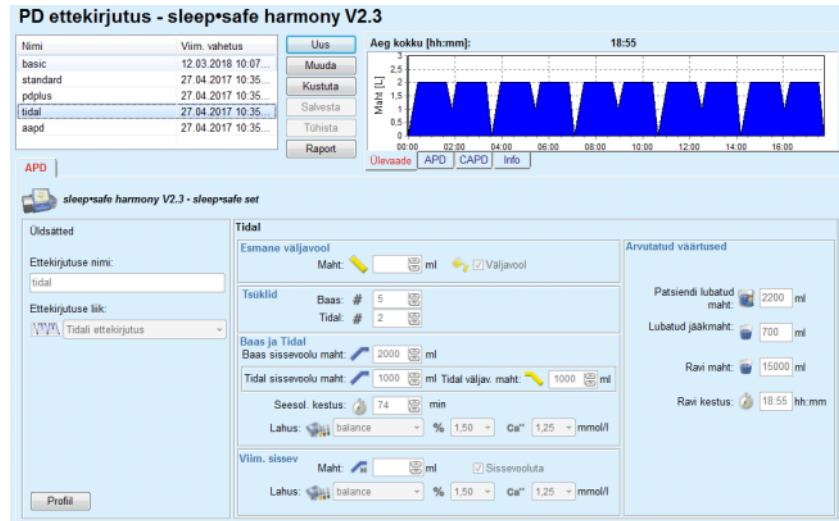 PD ettekirjutus - sleep•safe harmony V2.3
Nimi Viim. vahetus
basic 12.03.2018 10:07...
standard 27.04.2017 10:35...
pdplus 27.04.2017 10:35...
tidal 27.04.2017 10:35...
aapd 27.04.2017 10:35...
Uus
Muuda
Kustuta
Salvesta
Tühista
Raport
Aeg kokku [hh:mm]: 18:55
Maht [L]
3
2,5
2
1,5
1
0,5
0
00:00 02:00 04:00 06:00 08:00 10:00 12:00 14:00 16:00
Ülevaade APD CAPD Info
APD
sleep•safe harmony V2.3 - sleep•safe set
Üldsätted
Ettekirjutuse nimi:
tidal
Ettekirjutuse liik:
Tidali ettekirjutus
Profiil
Tidal
Esmane väljavool
Maht: ml Väljavool
Tsüklid
Baas: # 5
Tidal: # 2
Baas ja Tidal
Baas sissevoolu maht: 2000 ml
Tidal sissevoolu maht: 1000 ml Tidal väljav. maht: 1000 ml
Seesol. kestus: 74 min
Lahus: balance % 1,50 Ca⁺⁺ 1,25 mmol/l
Viim. sissev
Maht: ml Sissevooluta
Lahus: balance % 1,50 Ca⁺⁺ 1,25 mmol/l
Arvutatud väärtused
Patsiendi lubatud
maht: 2200 ml
Lubatud jääkmaht: 700 ml
Ravi maht: 15000 ml
Ravi kestus: 18:55 hh:mm